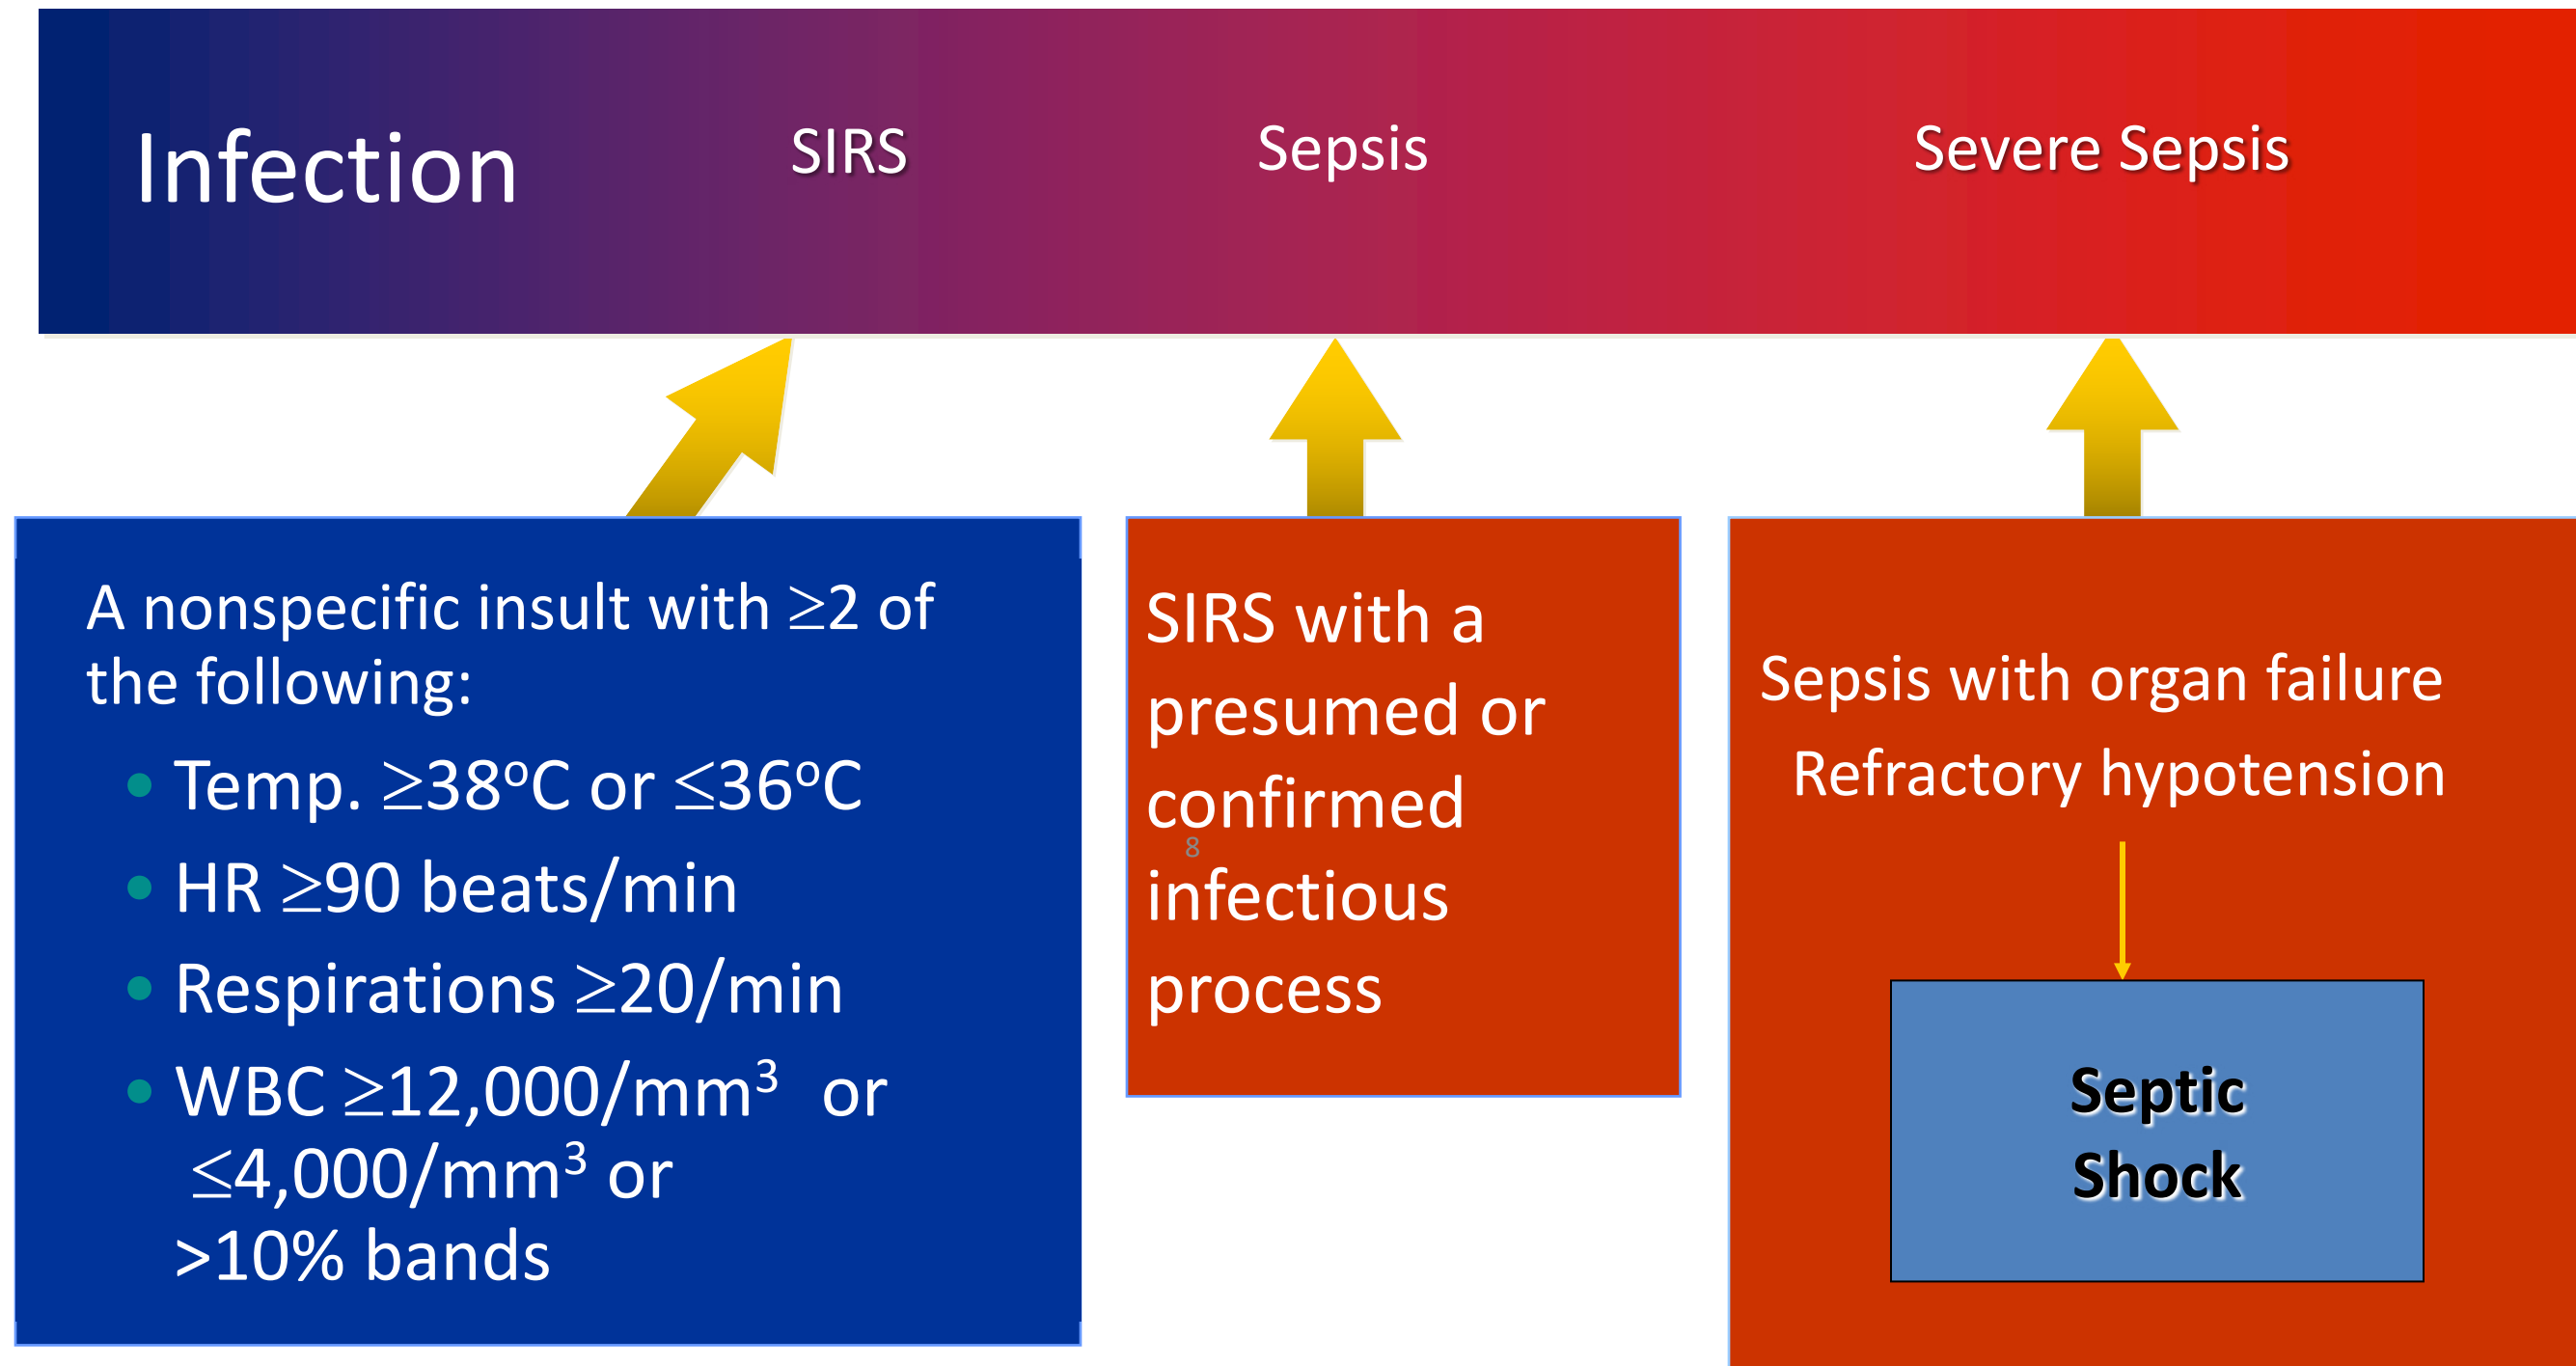 Infection
SIRS
Sepsis
Severe Sepsis
A nonspecific insult with ≥2 of
the following:
• Temp. ≥38°C or ≤36°C
• HR ≥90 beats/min
• Respirations ≥20/min
• WBC ≥12,000/mm³ or
≤4,000/mm³ or
>10% bands
SIRS with a
presumed or
confirmed
8
infectious
process
Sepsis with organ failure
Refractory hypotension
Septic
Shock